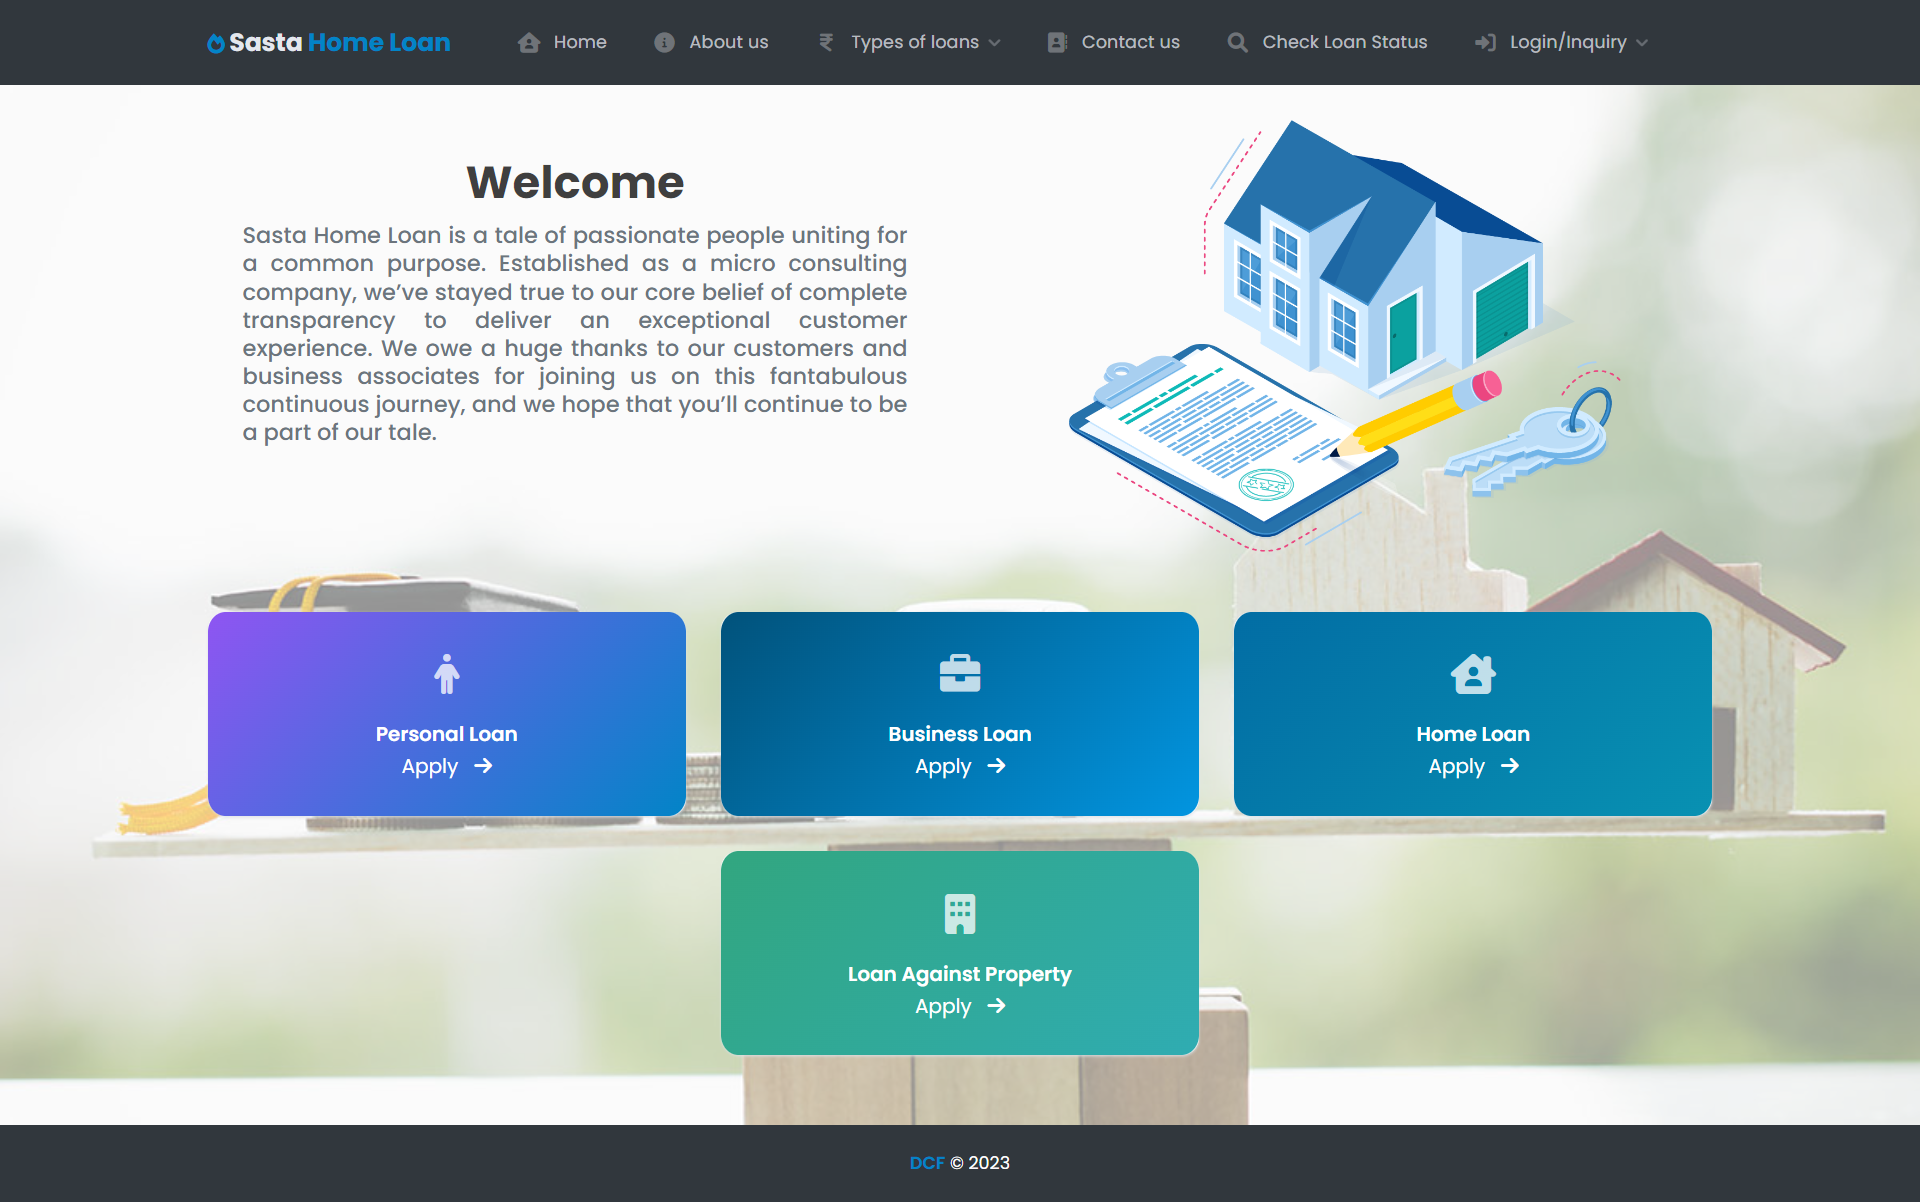 Sasta Home Loan
Home
About us
Types of loans
Contact us
Check Loan Status
Login/Inquiry
Welcome
Sasta Home Loan is a tale of passionate people uniting for
a common purpose. Established as a micro consulting
company, we’ve stayed true to our core belief of complete
transparency to deliver an exceptional customer
experience. We owe a huge thanks to our customers and
business associates for joining us on this fantabulous
continuous journey, and we hope that you’ll continue to be
a part of our tale.
Personal Loan
Apply
Business Loan
Apply
Home Loan
Apply
Loan Against Property
Apply
DCF © 2023